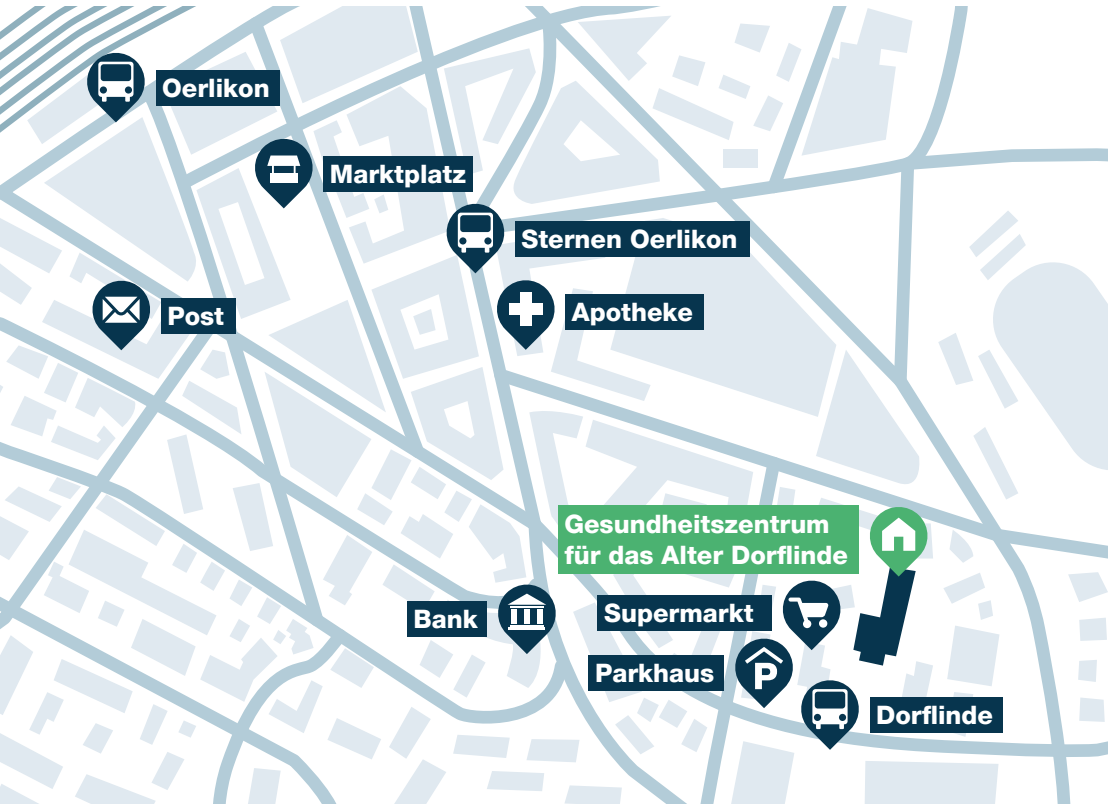 Oerlikon
Marktplatz
Sternen Oerlikon
Apotheke
Post
Gesundheitszentrum
für das Alter Dorflinde
Supermarkt
Bank
Parkhaus
P
Dorflinde